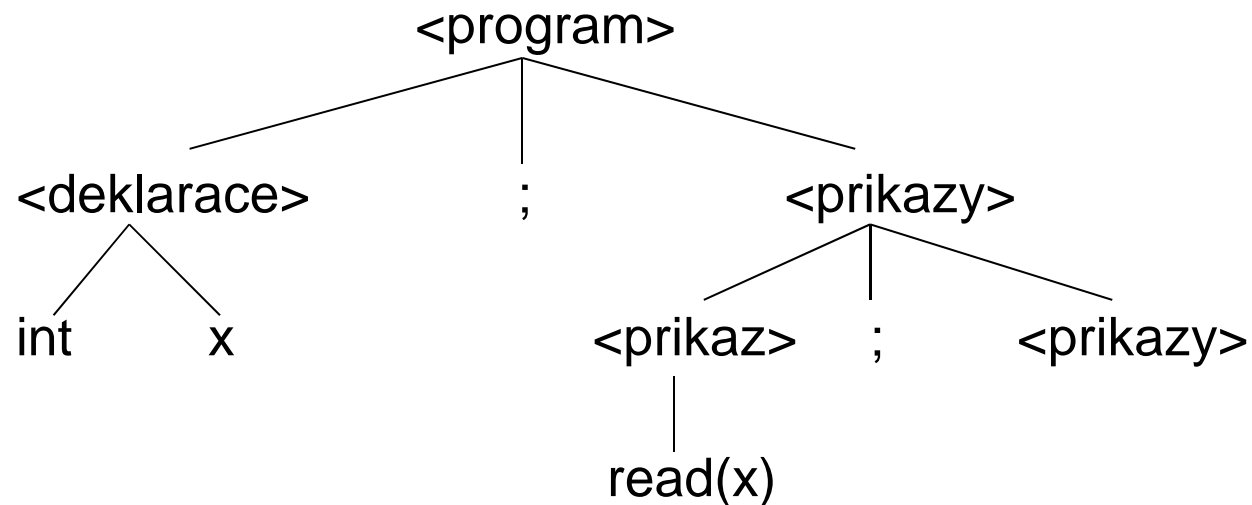 <program>
<deklarace> ; <prikazy>
int x <prikaz> ; <prikazy>
read(x)